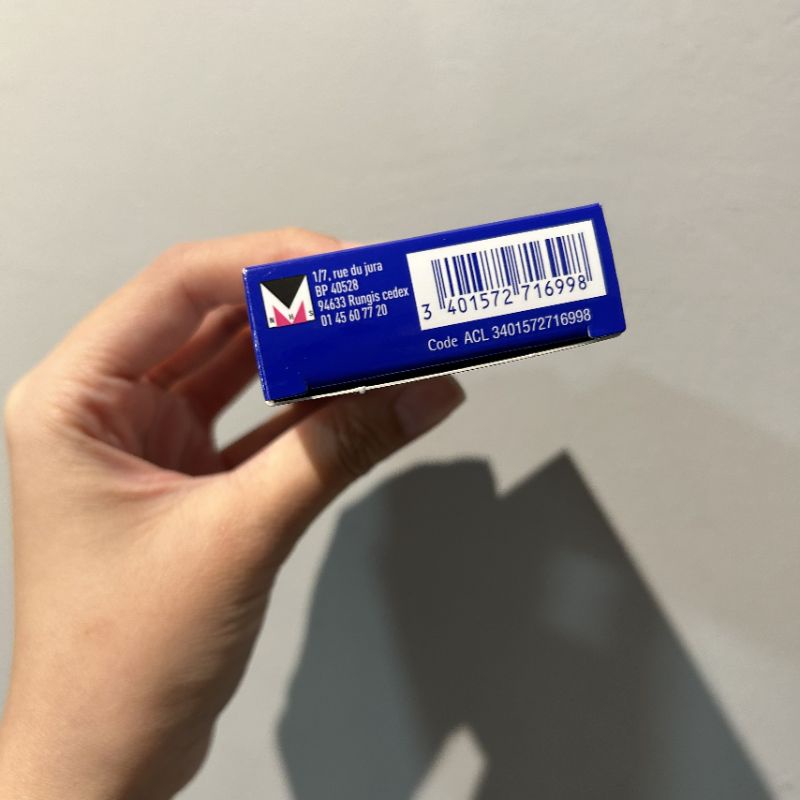 N M S
1/7, rue du jura
BP 40528
94633 Rungis cedex
01 45 60 77 20
3 401572 716998
Code ACL 3401572716998